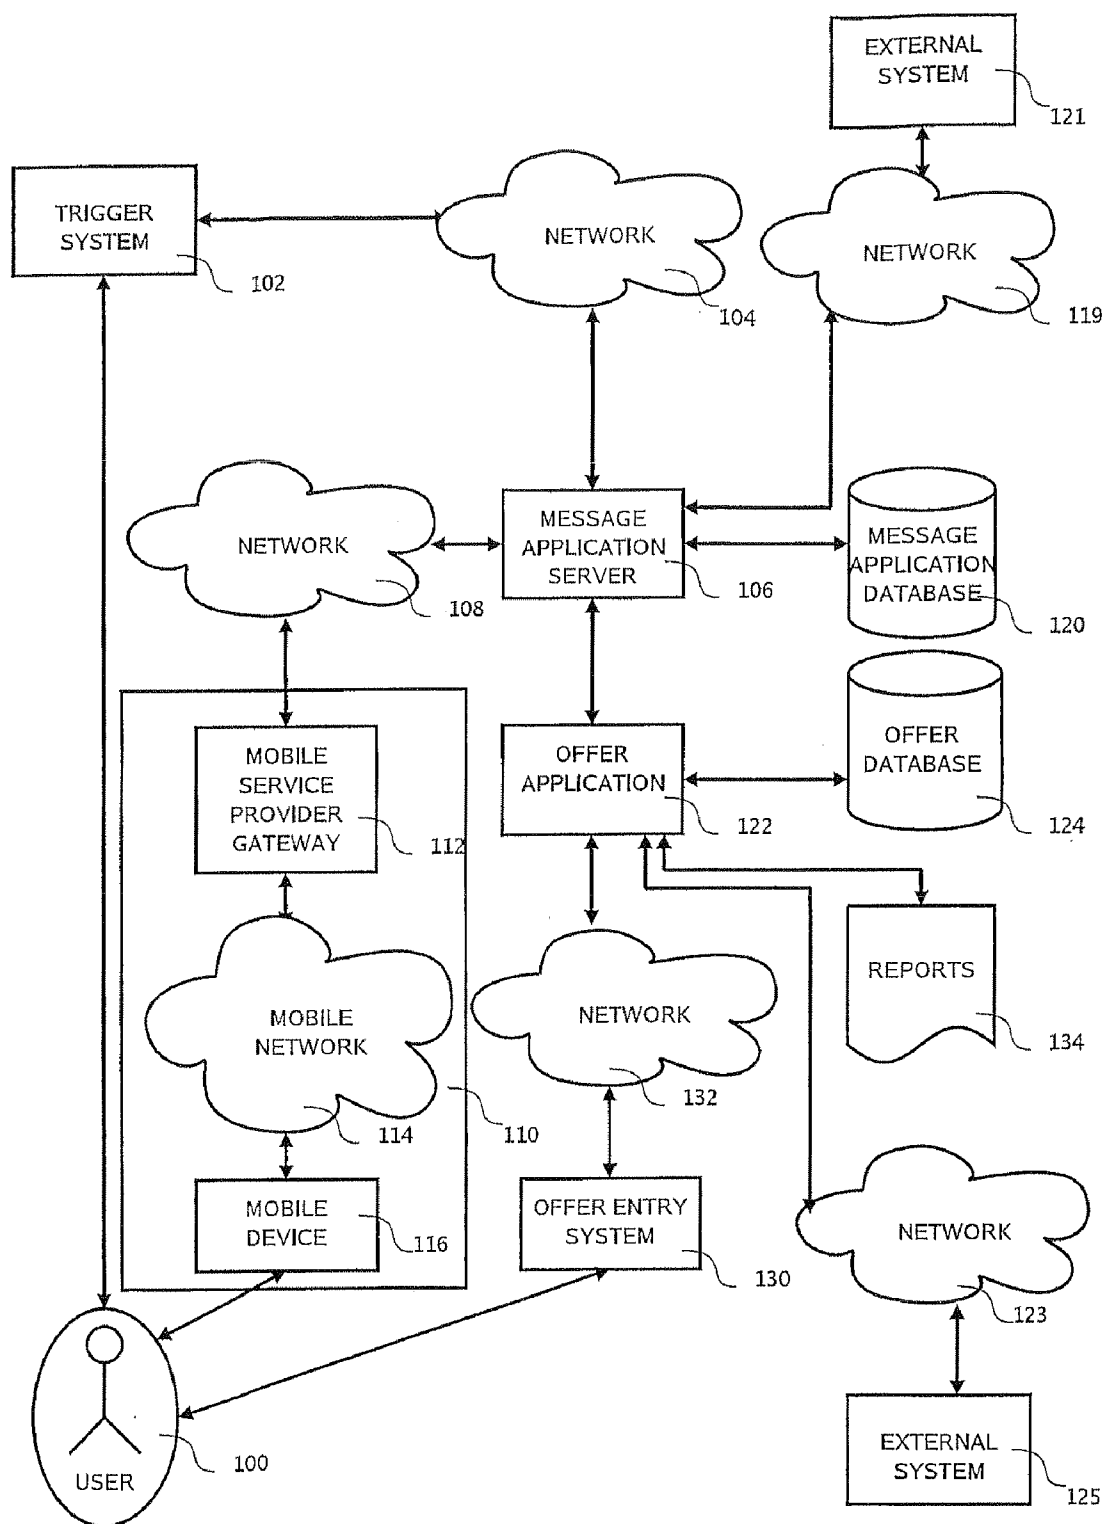 EXTERNAL
SYSTEM
121
TRIGGER
SYSTEM
102
NETWORK
104
NETWORK
119
NETWORK
108
MESSAGE
APPLICATION
SERVER
106
MESSAGE
APPLICATION
DATABASE
120
MOBILE
SERVICE
PROVIDER
GATEWAY
112
OFFER
APPLICATION
122
OFFER
DATABASE
124
MOBILE
NETWORK
114
110
NETWORK
132
REPORTS
134
MOBILE
DEVICE
116
OFFER ENTRY
SYSTEM
130
NETWORK
123
USER
100
EXTERNAL
SYSTEM
125